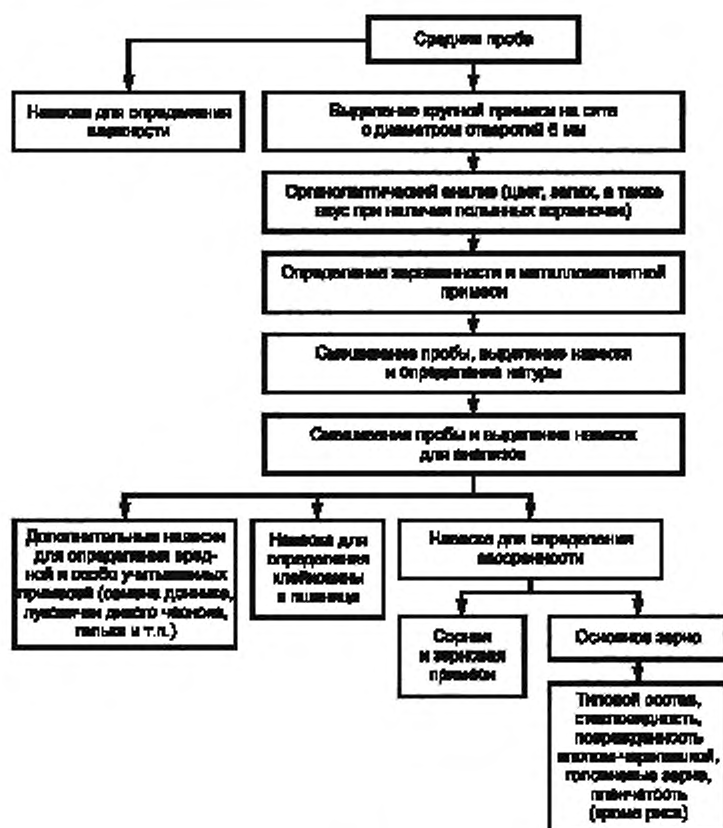 Средняя проба
Навеска для определения
влажности
Выделение крупной примеси на сите
с диаметром отверстий 6 мм
Органолептический анализ (цвет, запах, а также
вкус при наличии полынных корзиночек)
Определение зараженности и металломагнитной
примеси
Смешивание пробы, выделение навески
и определение натуры
Смешивание пробы и выделение навесок
для анализов
Дополнительные навески
для определения вред-
ной и особо учитываемых
примесей (семена донника,
луковички дикого чеснока,
галька и т.п.)
Навеска для
определения
клейковины
в пшенице
Навеска для определения
засоренности
Сорная
и зерновая
примеси
Основное зерно
Типовой состав,
стекловидность,
поврежденность
клопом-черепашкой,
головневые зерна,
пленчатость
(кроме риса)